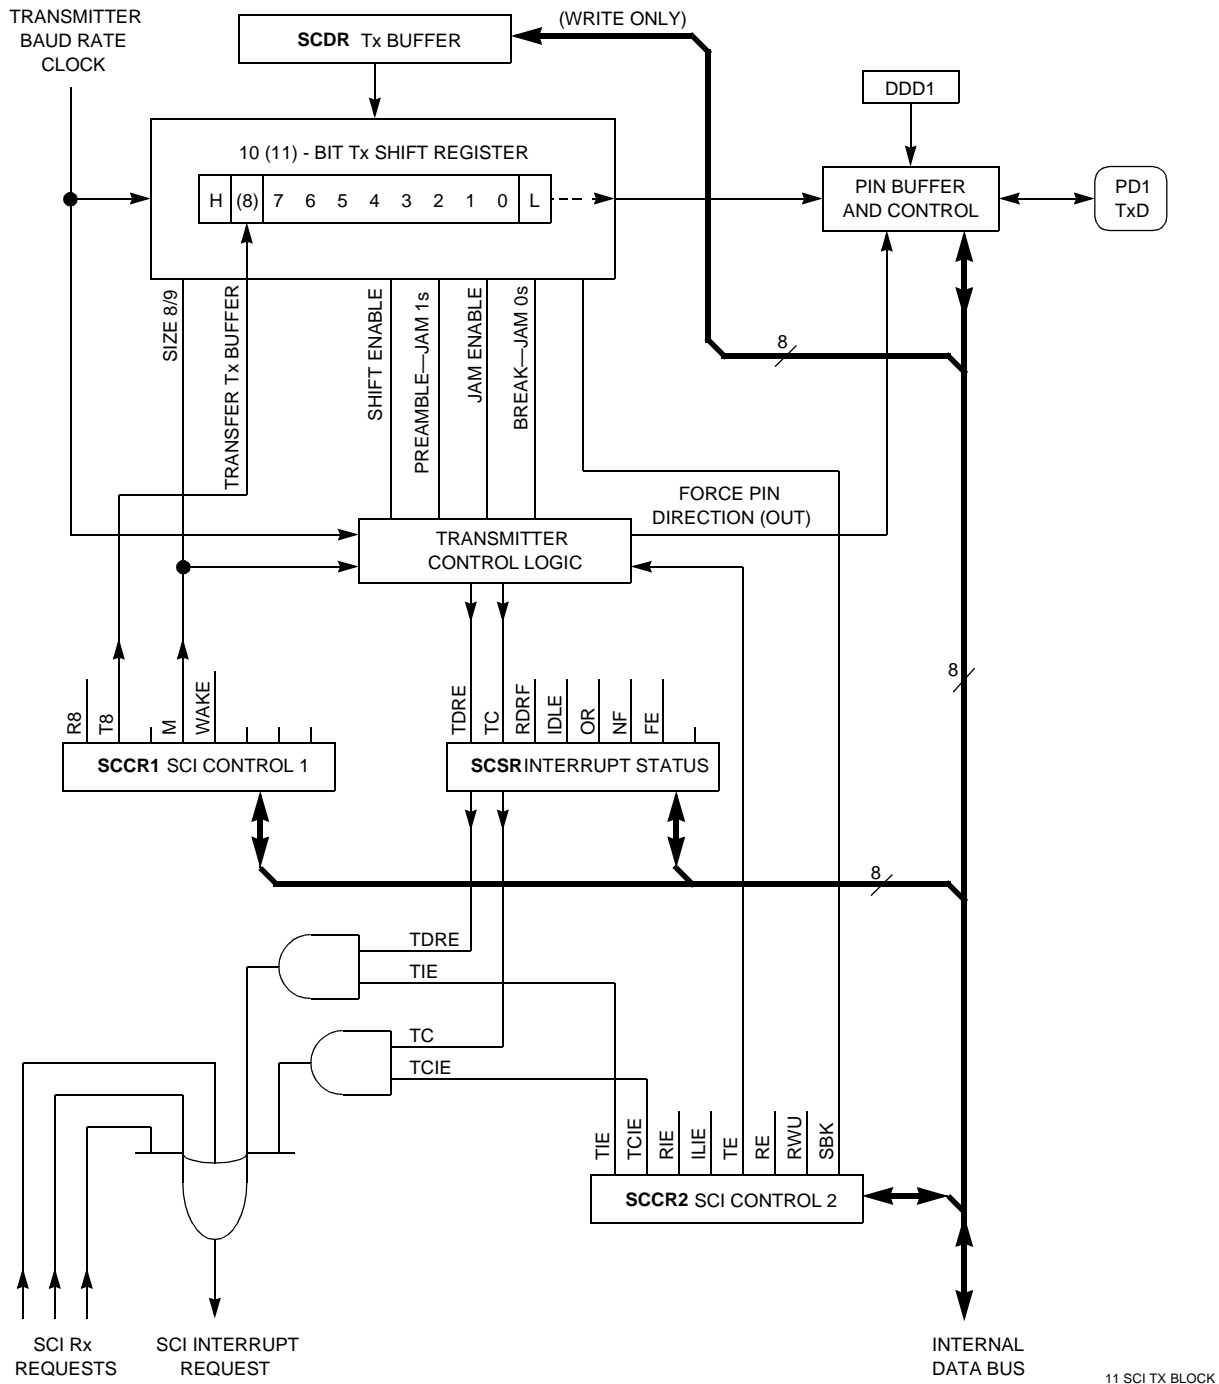 TRANSMITTER
BAUD RATE
CLOCK
SCDR Tx BUFFER
(WRITE ONLY)
DDD1
10 (11) - BIT Tx SHIFT REGISTER
H (8) 7 6 5 4 3 2 1 0 L
PIN BUFFER
AND CONTROL
PD1
TxD
SIZE 8/9
TRANSFER Tx BUFFER
SHIFT ENABLE
PREAMBLE—JAM 1s
JAM ENABLE
BREAK—JAM 0s
8
FORCE PIN
DIRECTION (OUT)
TRANSMITTER
CONTROL LOGIC
8
R8
T8
M
WAKE
TDRE
TC
RDRF
IDLE
OR
NF
FE
SCCR1 SCI CONTROL 1
SCSR INTERRUPT STATUS
8
TDRE
TIE
TC
TCIE
TIE
TCIE
RIE
ILIE
TE
RE
RWU
SBK
SCCR2 SCI CONTROL 2
SCI Rx
REQUESTS
SCI INTERRUPT
REQUEST
INTERNAL
DATA BUS
11 SCI TX BLOCK